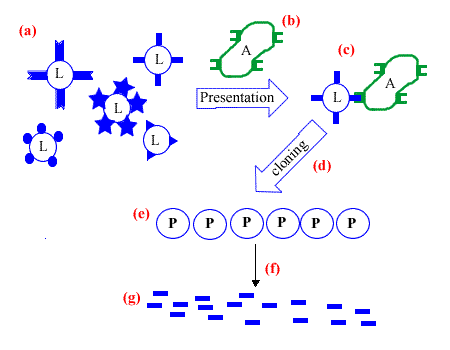 (a)
(b)
L
A
(c)
L
L
A
Presentation
L
L
L
cloning
(d)
(e)
P P P P P P
(f)
(g)